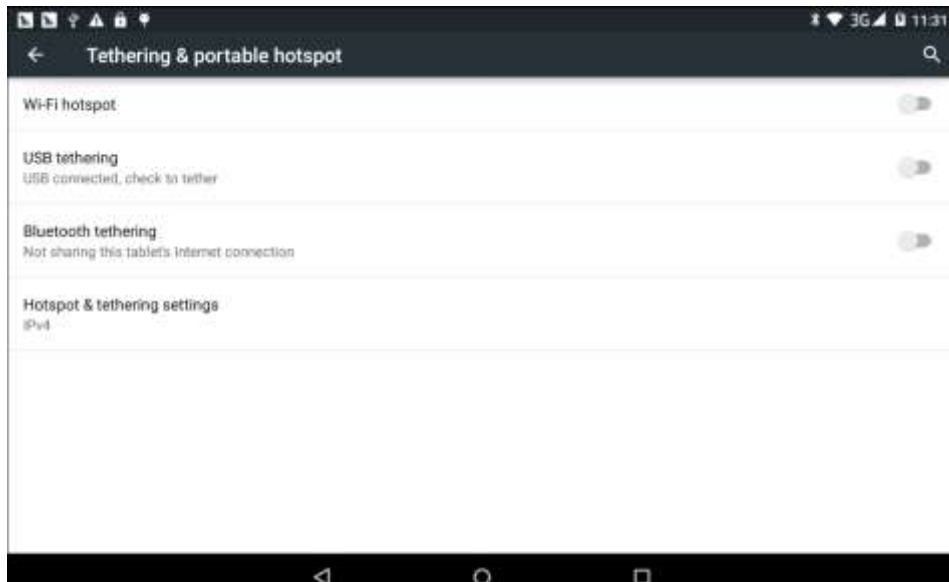 3G 11:31
Tethering & portable hotspot
Wi-Fi hotspot
USB tethering
USB connected, check to tether
Bluetooth tethering
Not sharing this tablet's Internet connection
Hotspot & tethering settings
IPv4